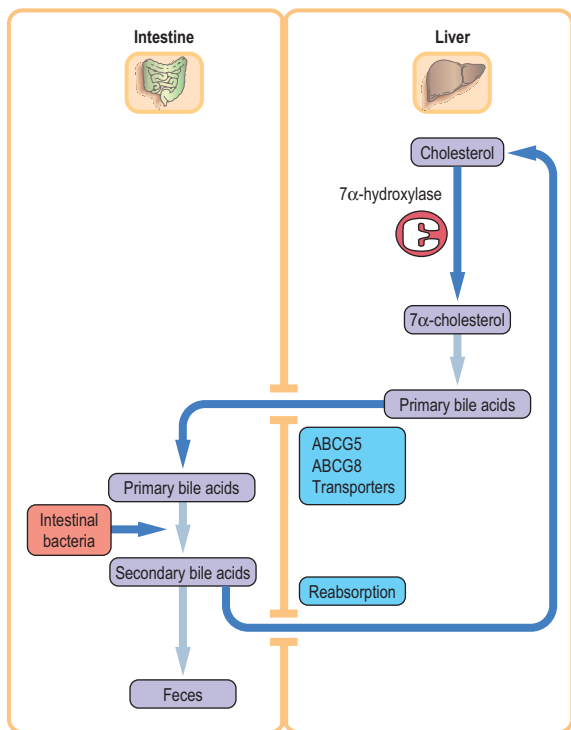 Intestine
Liver
Cholesterol
7α-hydroxylase
7α-cholesterol
Primary bile acids
ABCG5
ABCG8
Transporters
Primary bile acids
Intestinal
bacteria
Secondary bile acids
Reabsorption
Feces